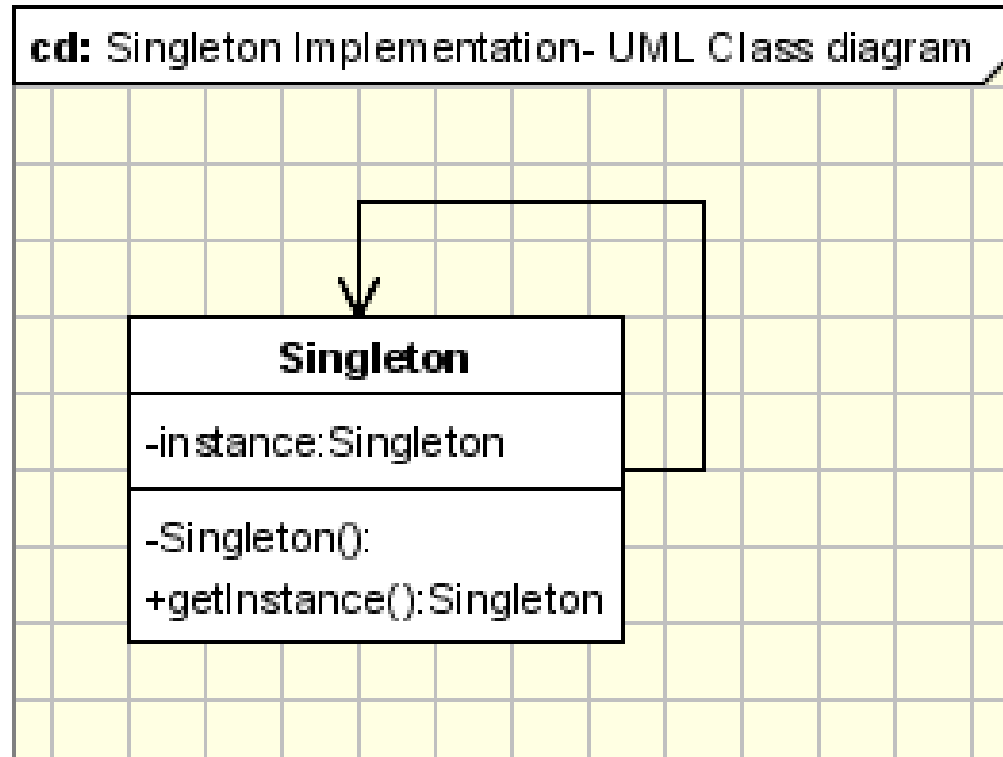 cd: Singleton Implementation- UML Class diagram
Singleton
-instance:Singleton
-Singleton():
+getInstance():Singleton